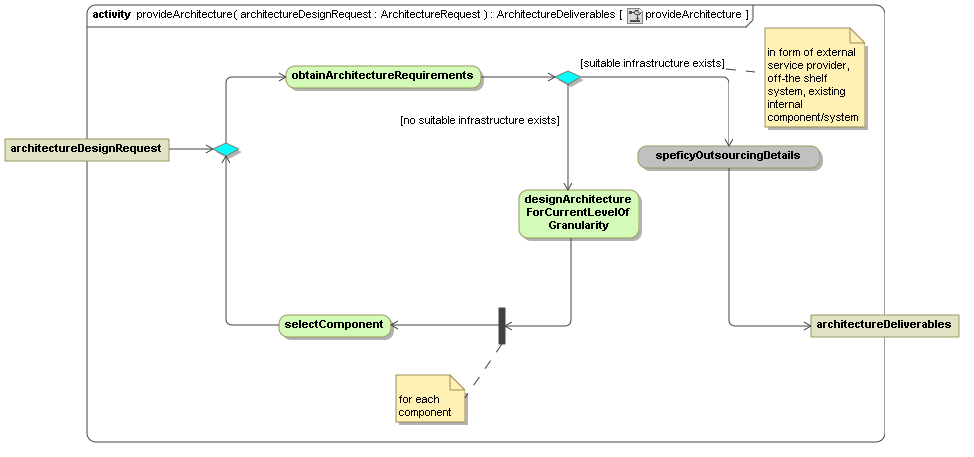 activity provideArchitecture( architectureDesignRequest : ArchitectureRequest ) : ArchitectureDeliverables [ provideArchitecture ]
in form of external
service provider,
off-the shelf
system, existing
internal
component/system
[suitable infrastructure exists]
obtainArchitectureRequirements
[no suitable infrastructure exists]
architectureDesignRequest
speficyOutsourcingDetails
designArchitecture
ForCurrentLevelOf
Granularity
selectComponent
architectureDeliverables
for each
component